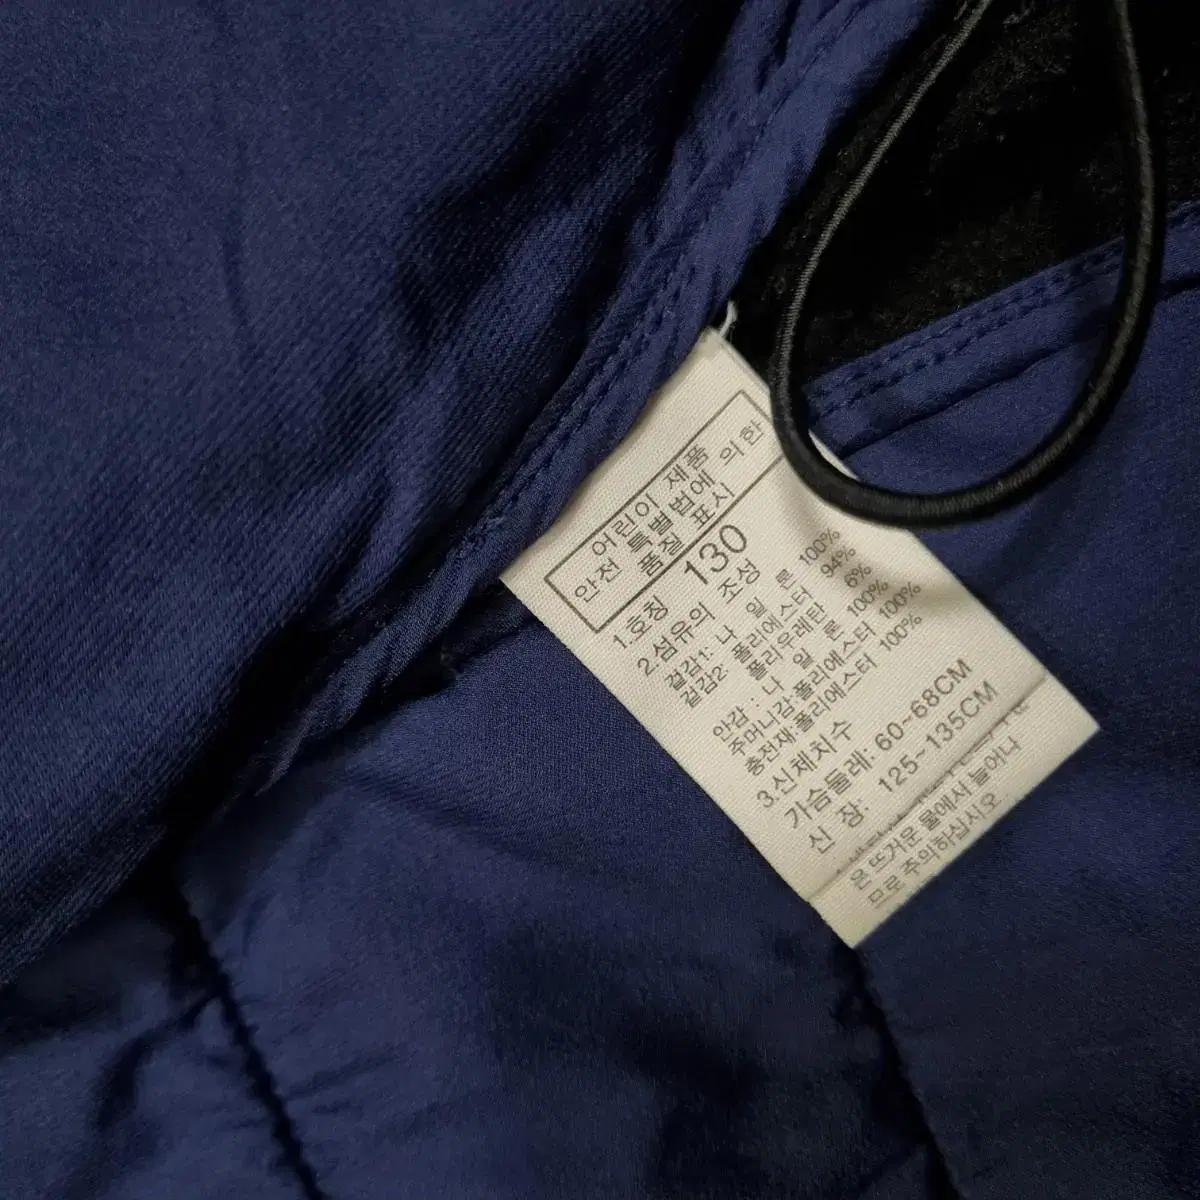 어린이 제품
안전 특별법에 의한
품질 표시
1.호칭 130
2섬유의 조성
겉감1: 나 일 론 100%
겉감2: 폴리에스터 94%
폴리우레탄 6%
안감 : 나 일 론 100%
주머니감:폴리에스터 100%
충전재:폴리에스터 100%
3.신체치수
가슴둘레: 60~68CM
신 장: 125~135CM
은 뜨거운 물에서 늘어나
므로 주의하십시오